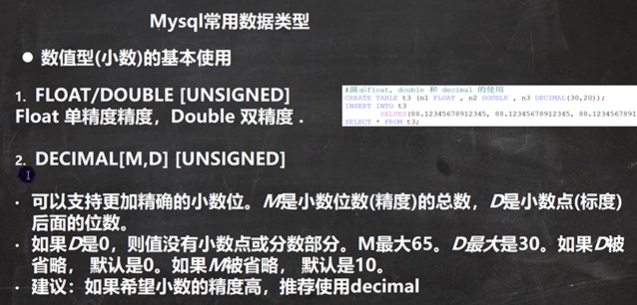 Mysql常用数据类型
● 数值型(小数)的基本使用
1. FLOAT/DOUBLE [UNSIGNED]
Float 单精度精度，Double 双精度 .
#演示float, double 和 decimal 的使用
CREATE TABLE t3 (n1 FLOAT , n2 DOUBLE , n3 DECIMAL(30,20));
INSERT INTO t3
VALUES(88.12345678912345, 88.12345678912345, 88.1234567891
SELECT * FROM t3;
2. DECIMAL[M,D] [UNSIGNED]
· 可以支持更加精确的小数位。M是小数位数(精度)的总数，D是小数点(标度)
后面的位数。
· 如果D是0，则值没有小数点或分数部分。M最大65。D最大是30。如果D被
省略， 默认是0。如果M被省略， 默认是10。
· 建议：如果希望小数的精度高，推荐使用decimal